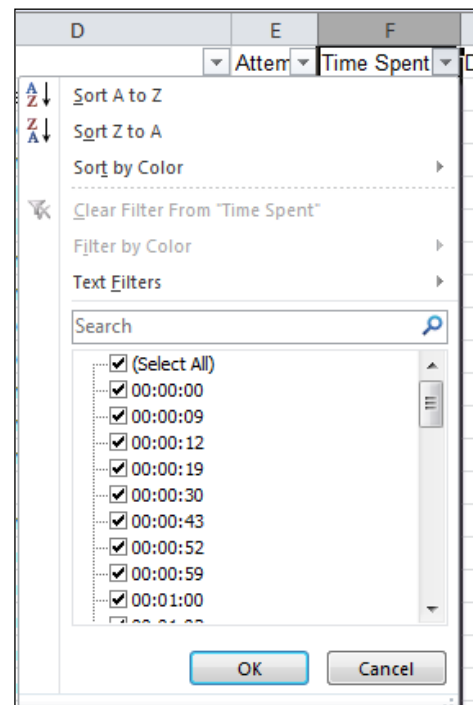 D E F
Attem Time Spent
Sort A to Z
Sort Z to A
Sort by Color
Clear Filter From "Time Spent"
Filter by Color
Text Filters
Search
(Select All)
00:00:00
00:00:09
00:00:12
00:00:19
00:00:30
00:00:43
00:00:52
00:00:59
00:01:00
OK Cancel